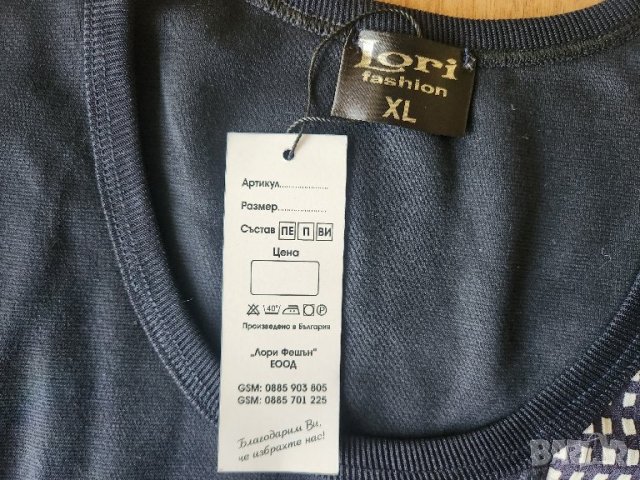 Lori
fashion
XL
Артикул..................
Размер..................
Състав ПЕ П ВИ
Цена
40°
P
Произведено в България
„Лори Фешън"
ЕООД
GSM: 0885 903 805
GSM: 0885 701 225
Благодарим Ви,
че избрахте нас!